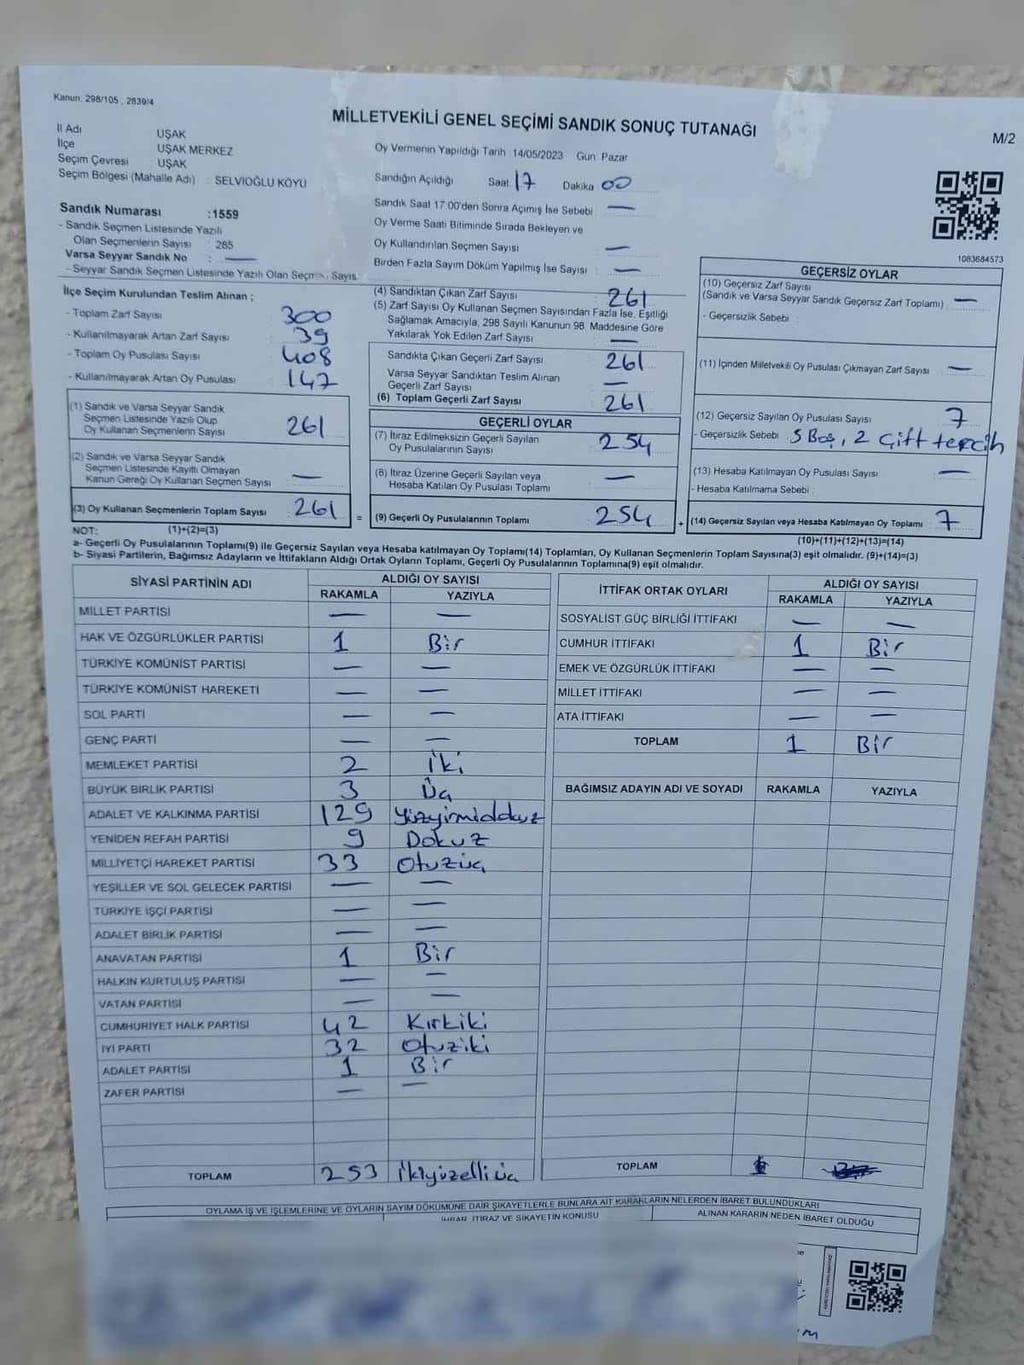 Kanun: 298/105 , 2839/4
MİLLETVEKİLİ GENEL SEÇİMİ SANDIK SONUÇ TUTANAĞI
M/2
İl Adı UŞAK
İlçe UŞAK MERKEZ
Seçim Çevresi UŞAK
Seçim Bölgesi (Mahalle Adı) : SELVİOĞLU KÖYÜ
Oy Vermenin Yapıldığı Tarih :14/05/2023 Gün: Pazar
Sandığın Açıldığı Saat: 17 Dakika 00
Sandık Saat 17:00'den Sonra Açımış İse Sebebi : —
Oy Verme Saati Bitiminde Sırada Bekleyen ve
Oy Kullandırılan Seçmen Sayısı —
Birden Fazla Sayım Döküm Yapılmış İse Sayısı : —
Sandık Numarası :1559
- Sandık Seçmen Listesinde Yazılı
Olan Seçmenlerin Sayısı : 285
Varsa Seyyar Sandık No : —
- Seyyar Sandık Seçmen Listesinde Yazılı Olan Seçmen Sayıs
1083684573
İlçe Seçim Kurulundan Teslim Alınan ;
- Toplam Zarf Sayısı 300
- Kullanılmayarak Artan Zarf Sayısı 39
- Toplam Oy Pusulası Sayısı 408
- Kullanılmayarak Artan Oy Pusulası 147
(1) Sandık ve Varsa Seyyar Sandık
Seçmen Listesinde Yazılı Olup
Oy Kullanan Seçmenlerin Sayısı 261
(2) Sandık ve Varsa Seyyar Sandık
Seçmen Listesinde Kayıtlı Olmayan
Kanun Gereği Oy Kullanan Seçmen Sayısı —
(3) Oy Kullanan Seçmenlerin Toplam Sayısı 261
(4) Sandıktan Çıkan Zarf Sayısı : 261
(5) Zarf Sayısı Oy Kullanan Seçmen Sayısından Fazla İse, Eşitliği
Sağlamak Amacıyla, 298 Sayılı Kanunun 98. Maddesine Göre
Yakılarak Yok Edilen Zarf Sayısı —
Sandıkta Çıkan Geçerli Zarf Sayısı 261
Varsa Seyyar Sandıktan Teslim Alınan
Geçerli Zarf Sayısı —
(6) Toplam Geçerli Zarf Sayısı 261
GEÇERLİ OYLAR
(7) İtiraz Edilmeksizin Geçerli Sayılan
Oy Pusulalarının Sayısı 254
(8) İtiraz Üzerine Geçerli Sayılan veya
Hesaba Katılan Oy Pusulası Toplamı —
= (9) Geçerli Oy Pusulalarının Toplamı 254 +
GEÇERSİZ OYLAR
(10) Geçersiz Zarf Sayısı
(Sandık ve Varsa Seyyar Sandık Geçersiz Zarf Toplamı) : —
- Geçersizlik Sebebi :
(11) İçinden Milletvekili Oy Pusulası Çıkmayan Zarf Sayısı : —
(12) Geçersiz Sayılan Oy Pusulası Sayısı 7
- Geçersizlik Sebebi : 5 Boş, 2 Çift tercih
(13) Hesaba Katılmayan Oy Pusulası Sayısı : —
- Hesaba Katılmama Sebebi :
(14) Geçersiz Sayılan veya Hesaba Katılmayan Oy Toplamı 7
NOT: (1)+(2)=(3) (10)+(11)+(12)+(13)=(14)
a- Geçerli Oy Pusulalarının Toplamı(9) ile Geçersiz Sayılan veya Hesaba katılmayan Oy Toplamı(14) Toplamları, Oy Kullanan Seçmenlerin Toplam Sayısına(3) eşit olmalıdır. (9)+(14)=(3)
b- Siyasi Partilerin, Bağımsız Adayların ve İttifakların Aldığı Ortak Oyların Toplamı, Geçerli Oy Pusulalarının Toplamına(9) eşit olmalıdır.
SİYASİ PARTİNİN ADI ALDIĞI OY SAYISI
RAKAMLA YAZIYLA
MİLLET PARTİSİ — —
HAK VE ÖZGÜRLÜKLER PARTİSİ 1 Bir
TÜRKİYE KOMÜNİST PARTİSİ — —
TÜRKİYE KOMÜNİST HAREKETİ — —
SOL PARTİ — —
GENÇ PARTİ — —
MEMLEKET PARTİSİ 2 İki
BÜYÜK BİRLİK PARTİSİ 3 Üç
ADALET VE KALKINMA PARTİSİ 129 yüzyirmidokuz
YENİDEN REFAH PARTİSİ 9 Dokuz
MİLLİYETÇİ HAREKET PARTİSİ 33 Otuzüç
YEŞİLLER VE SOL GELECEK PARTİSİ — —
TÜRKİYE İŞÇİ PARTİSİ — —
ADALET BİRLİK PARTİSİ — —
ANAVATAN PARTİSİ 1 Bir
HALKIN KURTULUŞ PARTİSİ — —
VATAN PARTİSİ — —
CUMHURİYET HALK PARTİSİ 42 Kırkiki
İYİ PARTİ 32 Otuziki
ADALET PARTİSİ 1 Bir
ZAFER PARTİSİ — —
TOPLAM 253 İkiyüzelliüç
İTTİFAK ORTAK OYLARI ALDIĞI OY SAYISI
RAKAMLA YAZIYLA
SOSYALİST GÜÇ BİRLİĞİ İTTİFAKI — —
CUMHUR İTTİFAKI 1 Bir
EMEK VE ÖZGÜRLÜK İTTİFAKI — —
MİLLET İTTİFAKI — —
ATA İTTİFAKI — —
TOPLAM 1 Bir
BAĞIMSIZ ADAYIN ADI VE SOYADI RAKAMLA YAZIYLA
TOPLAM
OYLAMA İŞ VE İŞLEMLERİNE VE OYLARIN SAYIM DÖKÜMÜNE DAİR ŞİKAYETLERLE BUNLARA AİT KARARLARIN NELERDEN İBARET BULUNDUKLARI
İHBAR, İTİRAZ VE ŞİKAYETİN KONUSU ALINAN KARARIN NEDEN İBARET OLDUĞU